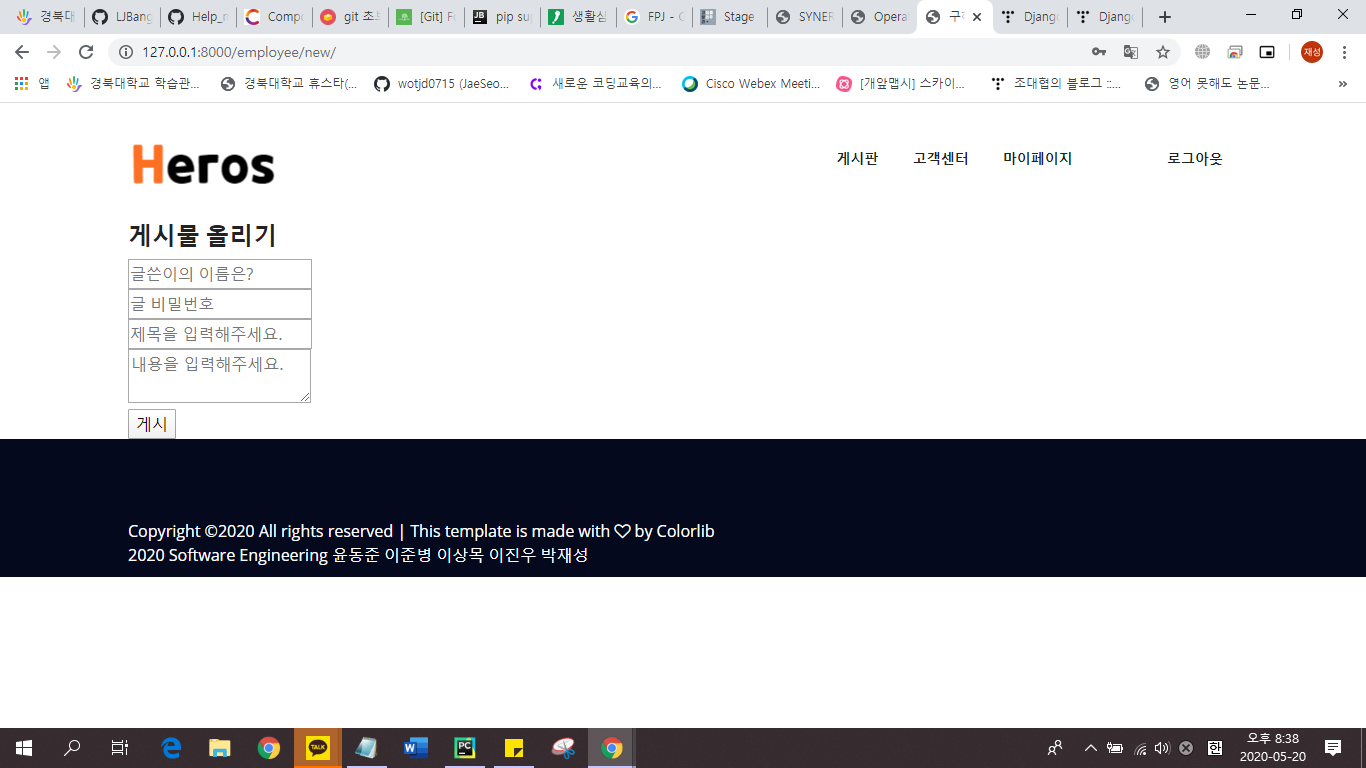 경북대
IJBang
Help_
Compo
git 초보
[Git] F
pip su
생활심
FPJ - G
Stage
SYNER
Opera
구현
Djang
Djang
127.0.0.1:8000/employee/new/
재성
앱 경북대학교 학습관... 경북대학교 휴스타(... wotjd0715 (JaeSeo... 새로운 코딩교육의... Cisco Webex Meeti... [개앞맵시] 스카이... 조대협의 블로그 ::... 영어 못해도 논문... »
Heros
게시판 고객센터 마이페이지 로그아웃
게시물 올리기
글쓴이의 이름은?
글 비밀번호
제목을 입력해주세요.
내용을 입력해주세요.
게시
Copyright ©2020 All rights reserved | This template is made with ♡ by Colorlib
2020 Software Engineering 윤동준 이준병 이상목 이진우 박재성
TALK
PC
한
오후 8:38
2020-05-20